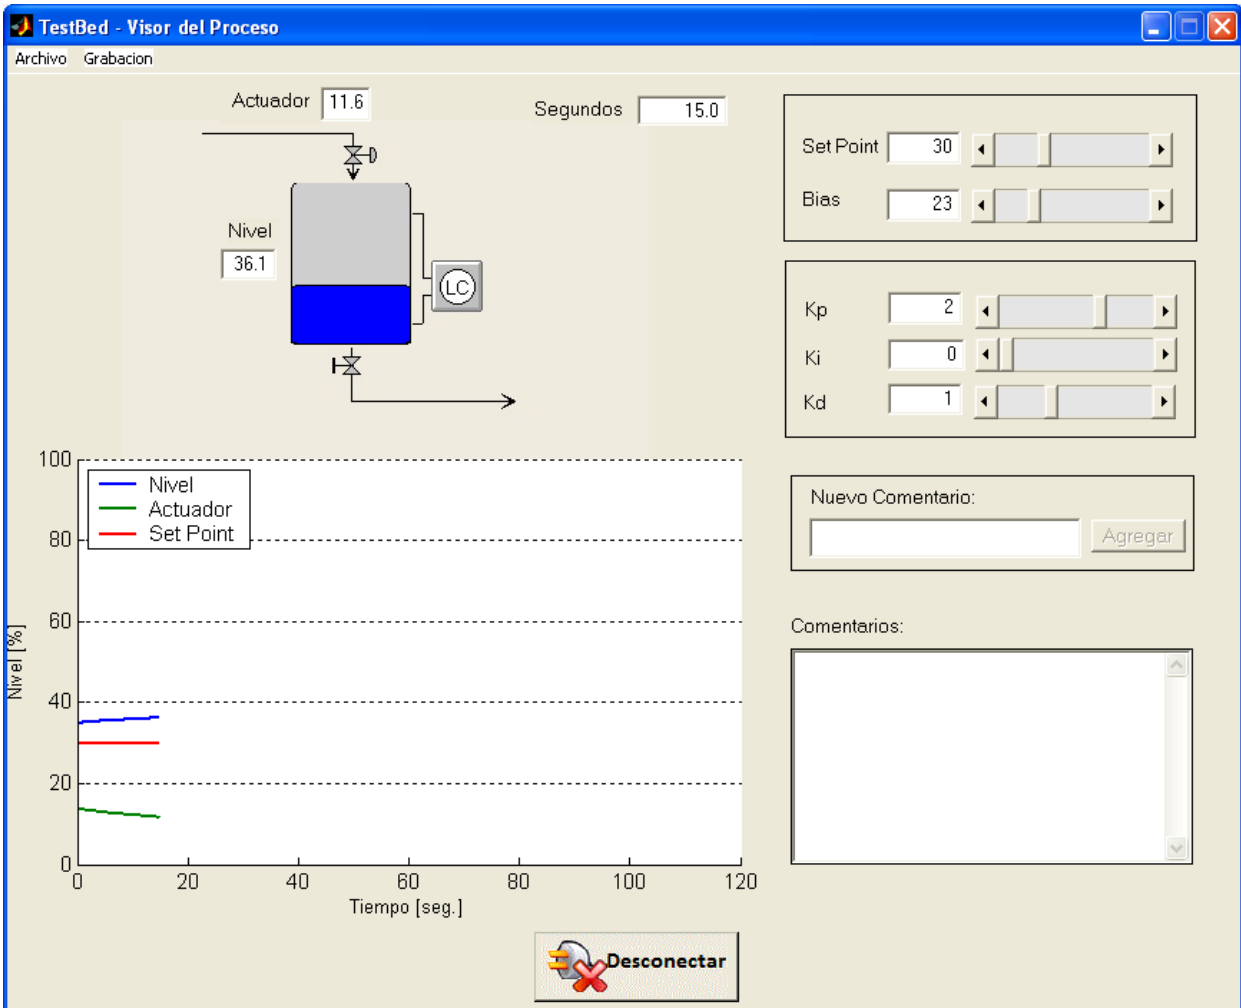 TestBed - Visor del Proceso
Archivo Grabacion
Actuador 11.6
Segundos 15.0
Nivel
36.1
LC
Set Point 30
Bias 23
Kp 2
Ki 0
Kd 1
Nivel
Actuador
Set Point
100
80
60
40
20
0
Nivel [%]
0 20 40 60 80 100 120
Tiempo [seg.]
Nuevo Comentario:
Agregar
Comentarios:
Desconectar